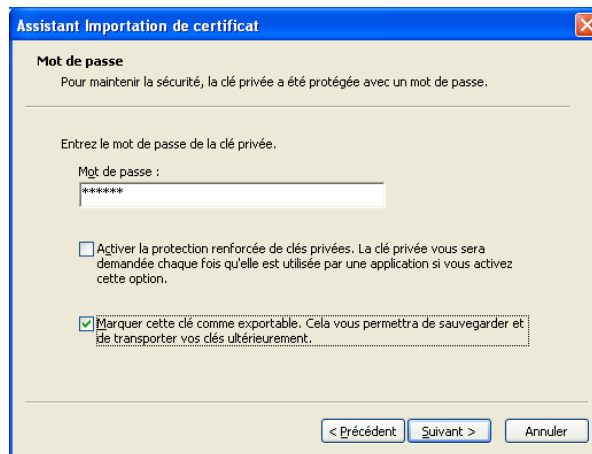 Assistant Importation de certificat
Mot de passe
Pour maintenir la sécurité, la clé privée a été protégée avec un mot de passe.
Entrez le mot de passe de la clé privée.
Mot de passe :
******
Activer la protection renforcée de clés privées. La clé privée vous sera
demandée chaque fois qu'elle est utilisée par une application si vous activez
cette option.
Marquer cette clé comme exportable. Cela vous permettra de sauvegarder et
de transporter vos clés ultérieurement.
< Précédent Suivant > Annuler